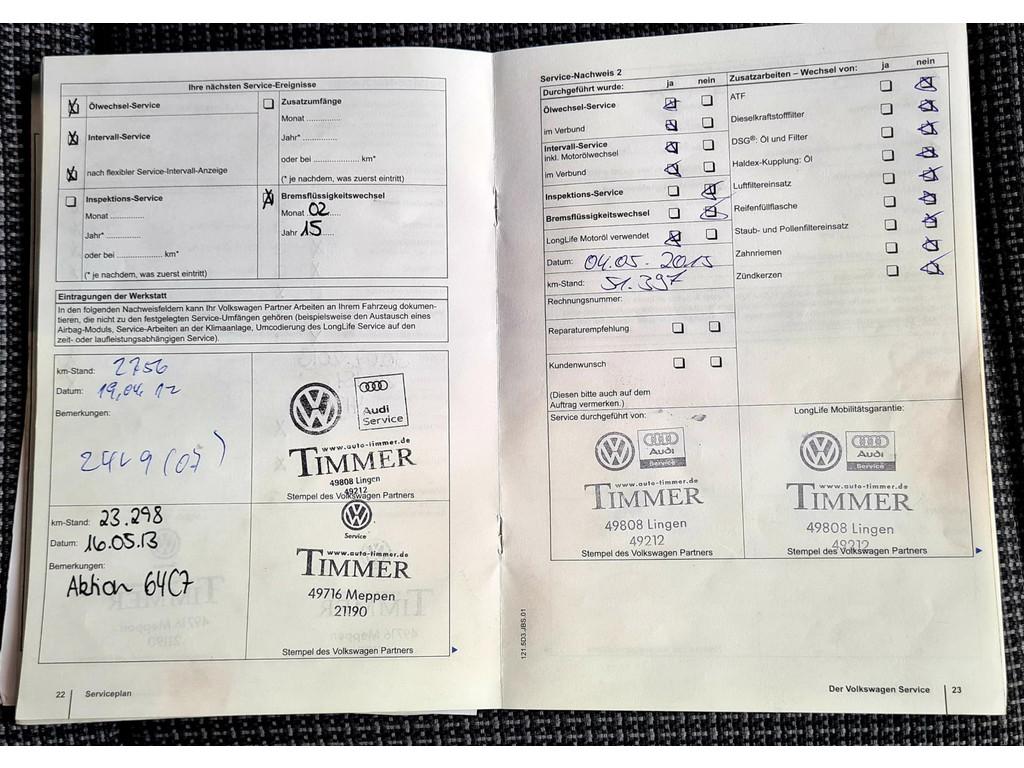 Ihre nächsten Service-Ereignisse
Ölwechsel-Service
Intervall-Service
nach flexibler Service-Intervall-Anzeige
Inspektions-Service
Monat ..............
Jahr* ..............
oder bei ..................... km*
(* je nachdem, was zuerst eintritt)
Zusatzumfänge
Monat ..............
Jahr* ..............
oder bei ..................... km*
(* je nachdem, was zuerst eintritt)
Bremsflüssigkeitswechsel
Monat 02
Jahr 15
Eintragungen der Werkstatt
In den folgenden Nachweisfeldern kann Ihr Volkswagen Partner Arbeiten an Ihrem Fahrzeug dokumen-
tieren, die nicht zu den festgelegten Service-Umfängen gehören (beispielsweise den Austausch eines
Airbag-Moduls, Service-Arbeiten an der Klimaanlage, Umcodierung des LongLife Service auf den
zeit- oder laufleistungsabhängigen Service).
km-Stand: 2756
Datum: 19.04.12
Bemerkungen:
Audi
Service
www.auto-timmer.de
TIMMER
49808 Lingen
49212
Stempel des Volkswagen Partners
km-Stand: 23.298
Datum: 16.05.13
Bemerkungen:
Aktion 64C7
Service
www.auto-timmer.de
TIMMER
49716 Meppen
21190
Stempel des Volkswagen Partners
22 Serviceplan
Service-Nachweis 2
Durchgeführt wurde: ja nein
Ölwechsel-Service
im Verbund
Intervall-Service
inkl. Motorölwechsel
im Verbund
Inspektions-Service
Bremsflüssigkeitswechsel
LongLife Motoröl verwendet
Datum: 04.05.2015
km-Stand: 51.397
Rechnungsnummer:
Reparaturempfehlung
Kundenwunsch
(Diesen bitte auch auf dem
Auftrag vermerken.)
Zusatzarbeiten – Wechsel von: ja nein
ATF
Dieselkraftstofffilter
DSG®: Öl und Filter
Haldex-Kupplung: Öl
Luftfiltereinsatz
Reifenfüllflasche
Staub- und Pollenfiltereinsatz
Zahnriemen
Zündkerzen
Service durchgeführt von:
Audi
Service
www.auto-timmer.de
TIMMER
49808 Lingen
49212
Stempel des Volkswagen Partners
LongLife Mobilitätsgarantie:
Audi
Service
www.auto-timmer.de
TIMMER
49808 Lingen
49212
Stempel des Volkswagen Partners
121.5D3.JBS.01
Der Volkswagen Service 23